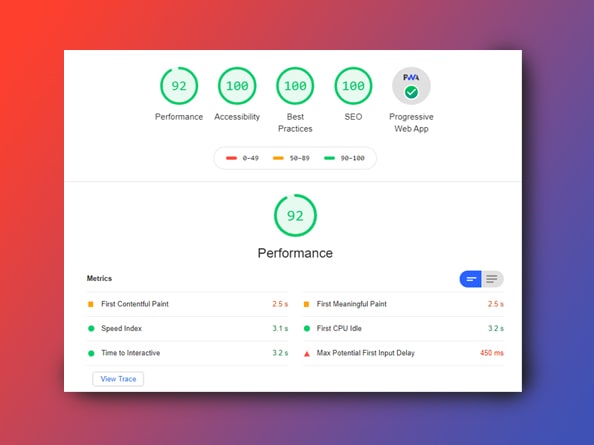 92 100 100 100 PWA
Performance Accessibility Best Practices SEO Progressive Web App
0-49 50-89 90-100
92
Performance
Metrics
First Contentful Paint 2.5 s First Meaningful Paint 2.5 s
Speed Index 3.1 s First CPU Idle 3.2 s
Time to Interactive 3.2 s Max Potential First Input Delay 450 ms
View Trace